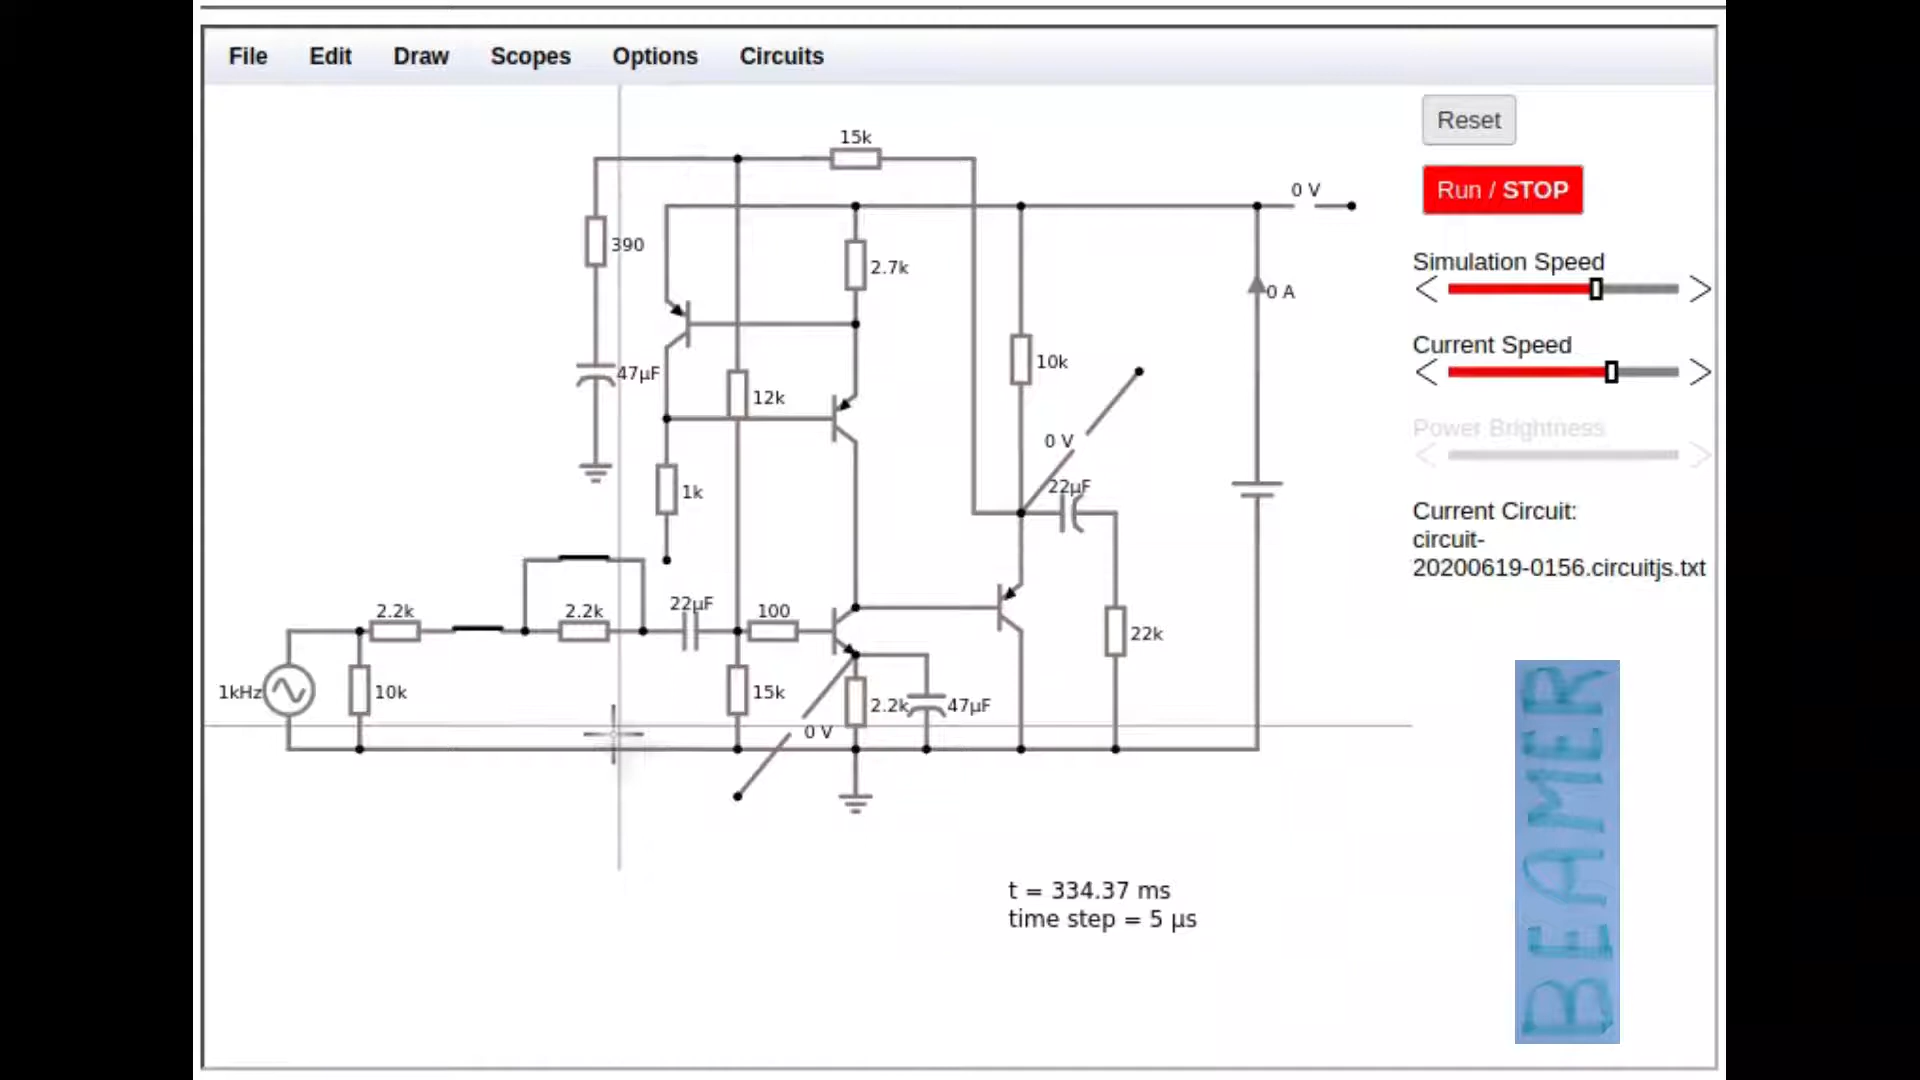 File Edit Draw Scopes Options Circuits
Reset
Run / STOP
Simulation Speed
Current Speed
Power Brightness
Current Circuit:
circuit-
20200619-0156.circuitjs.txt
15k
0 V
390
2.7k
0 A
10k
47µF
12k
0 V
22µF
1k
2.2k
2.2k
22µF
100
22k
1kHz
10k
15k
2.2k
47µF
0 V
t = 334.37 ms
time step = 5 µs
BEAMER